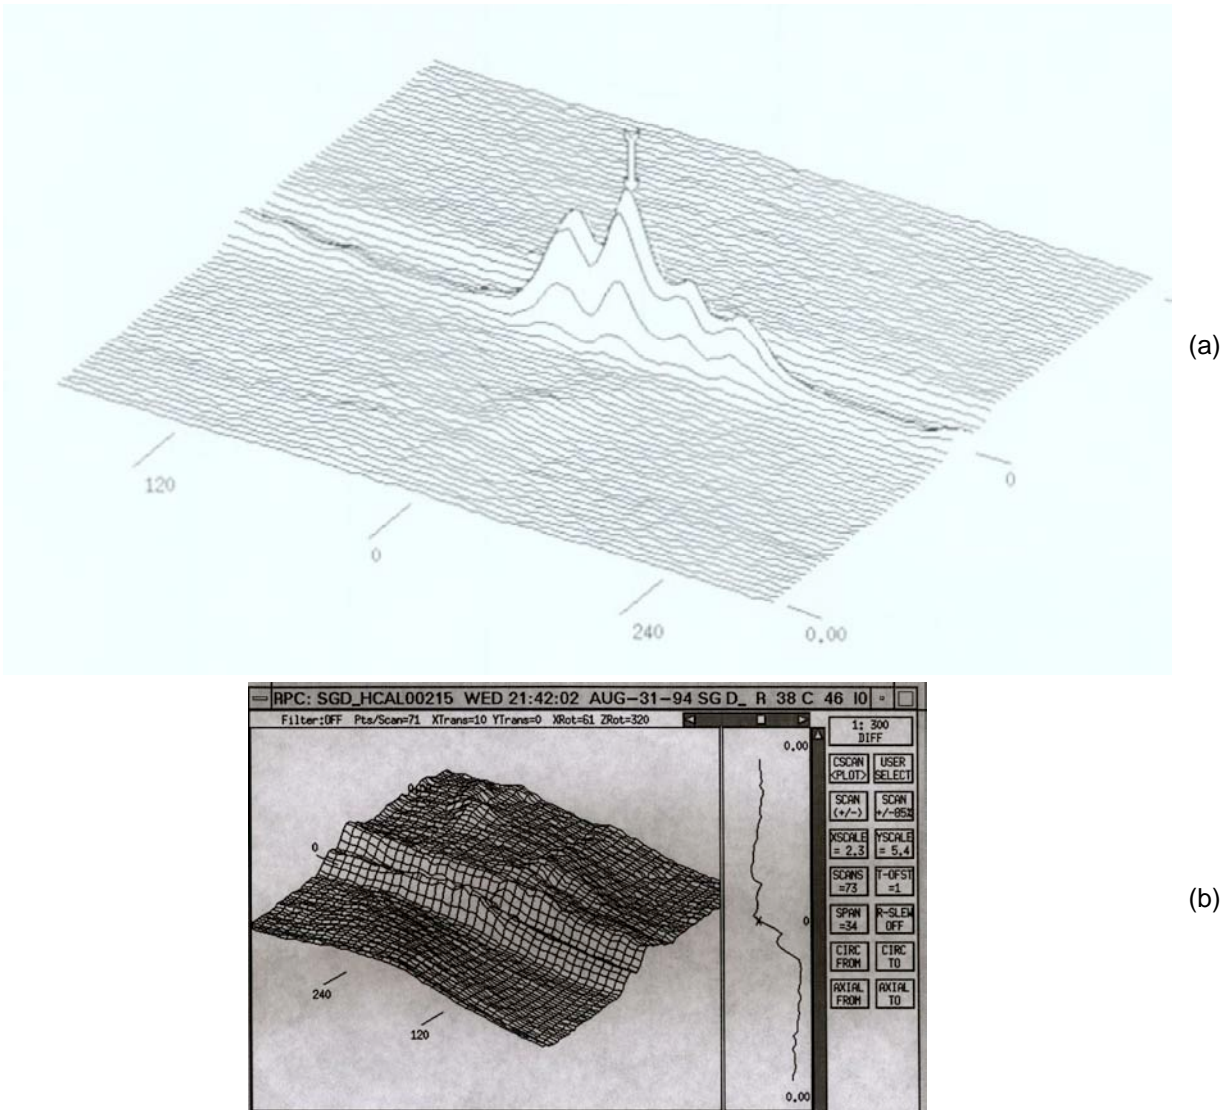 (a)
120
0
240
0
0.00
RPC: SGD_HCAL00215 WED 21:42:02 AUG-31-94 SG D_ R 38 C 46 IO
Filter:OFF Pts/Scan=71 XTrans=10 YTrans=0 XRot=61 ZRot=320
0
240
120
0.00
0
0.00
1: 300
DIFF
CSCAN
<PLOT>
USER
SELECT
SCAN
(+/-)
SCAN
+/-85%
XSCALE
= 2.3
YSCALE
= 5.4
SCANS
=73
T-OFST
=1
SPAN
=34
R-SLEW
OFF
CIRC
FROM
CIRC
TO
AXIAL
FROM
AXIAL
TO
(b)